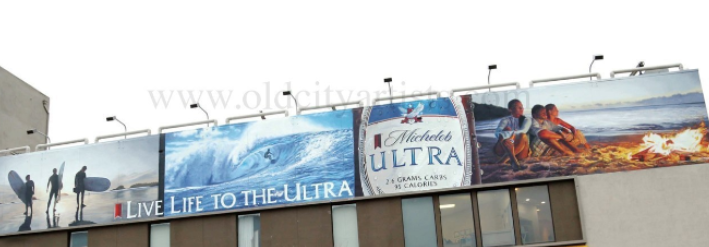 www.oldcityartists.com
Michelob
ULTRA
2.6 GRAMS CARBS
95 CALORIES
LIVE LIFE TO THE ULTRA